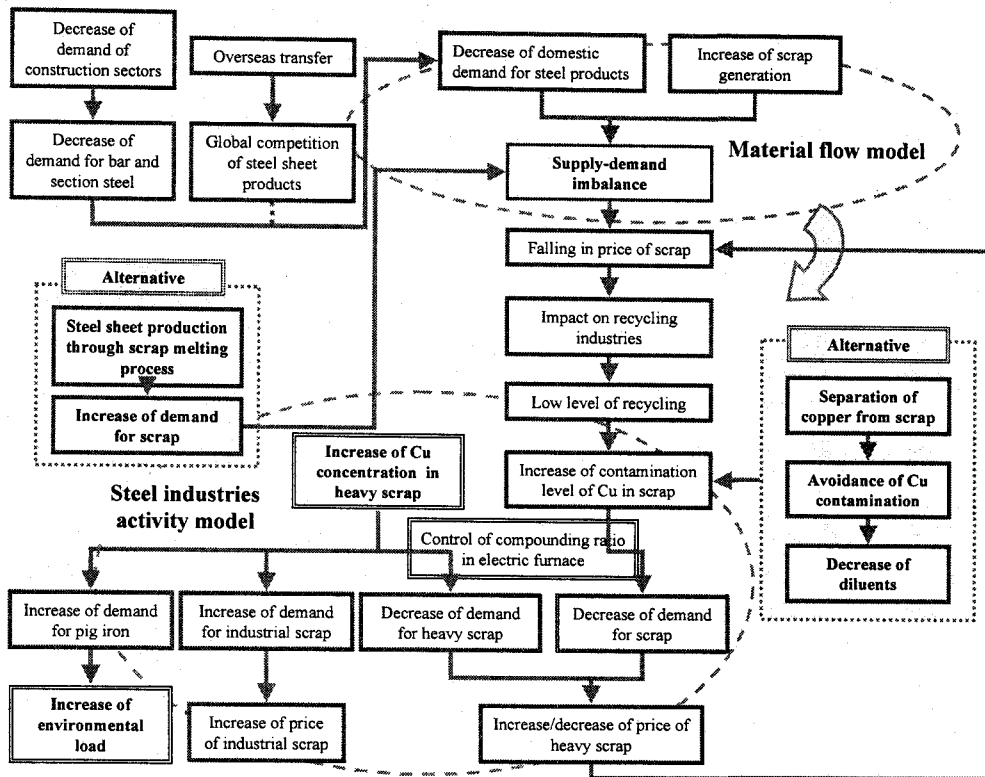 Decrease of
demand of
construction sectors
Overseas transfer
Decrease of domestic
demand for steel products
Increase of scrap
generation
Decrease of
demand for bar and
section steel
Global competition
of steel sheet
products
Supply-demand
imbalance
Material flow model
Falling in price of scrap
Alternative
Steel sheet production
through scrap melting
process
Increase of demand
for scrap
Impact on recycling
industries
Low level of recycling
Alternative
Separation of
copper from scrap
Avoidance of Cu
contamination
Decrease of
diluents
Increase of Cu
concentration in
heavy scrap
Increase of contamination
level of Cu in scrap
Steel industries
activity model
Control of compounding ratio
in electric furnace
Increase of demand
for pig iron
Increase of demand
for industrial scrap
Decrease of demand
for heavy scrap
Decrease of demand
for scrap
Increase of
environmental
load
Increase of price
of industrial scrap
Increase/decrease of price of
heavy scrap